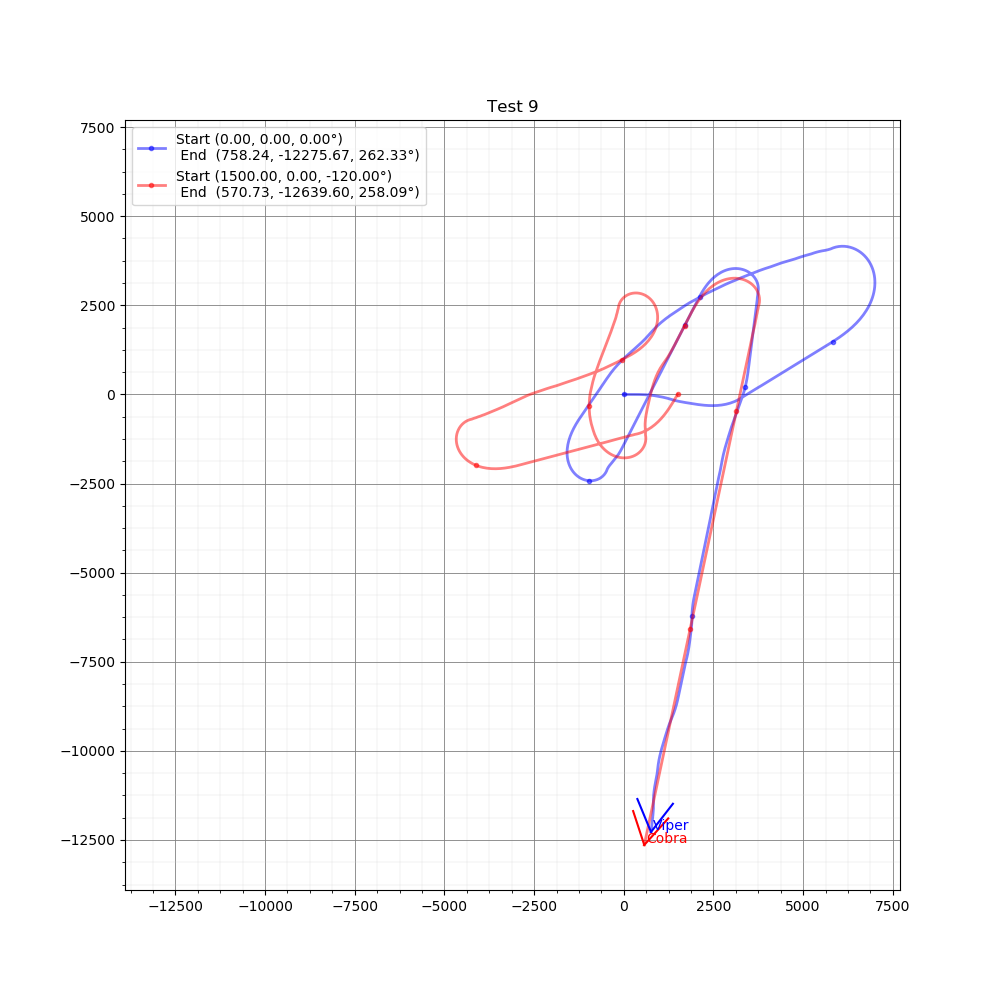 Test 9
Start (0.00, 0.00, 0.00°)
End  (758.24, -12275.67, 262.33°)
Start (1500.00, 0.00, -120.00°)
End  (570.73, -12639.60, 258.09°)
7500
5000
2500
0
−2500
−5000
−7500
−10000
−12500
Viper
Cobra
−12500 −10000 −7500 −5000 −2500 0 2500 5000 7500